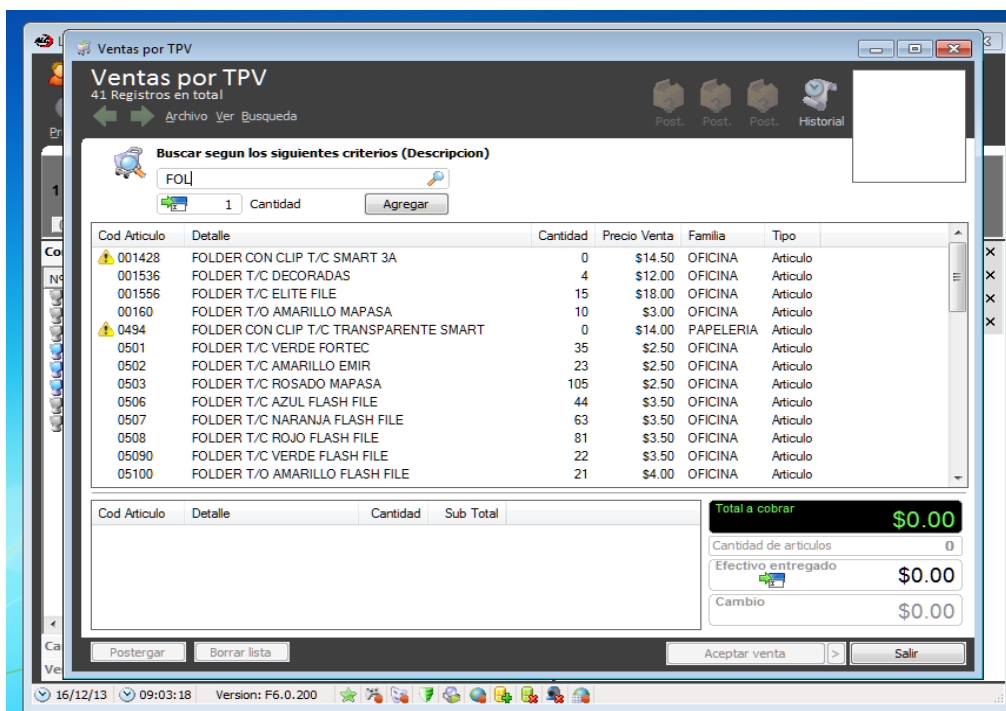 Ventas por TPV
Ventas por TPV
41 Registros en total
Archivo Ver Busqueda
Post. Post. Post. Historial
Buscar segun los siguientes criterios (Descripcion)
FOL
1 Cantidad Agregar
Cod Articulo Detalle Cantidad Precio Venta Familia Tipo
001428 FOLDER CON CLIP T/C SMART 3A 0 $14.50 OFICINA Articulo
001536 FOLDER T/C DECORADAS 4 $12.00 OFICINA Articulo
001556 FOLDER T/C ELITE FILE 15 $18.00 OFICINA Articulo
00160 FOLDER T/O AMARILLO MAPASA 10 $3.00 OFICINA Articulo
0494 FOLDER CON CLIP T/C TRANSPARENTE SMART 0 $14.00 PAPELERIA Articulo
0501 FOLDER T/C VERDE FORTEC 35 $2.50 OFICINA Articulo
0502 FOLDER T/C AMARILLO EMIR 23 $2.50 OFICINA Articulo
0503 FOLDER T/C ROSADO MAPASA 105 $2.50 OFICINA Articulo
0506 FOLDER T/C AZUL FLASH FILE 44 $3.50 OFICINA Articulo
0507 FOLDER T/C NARANJA FLASH FILE 63 $3.50 OFICINA Articulo
0508 FOLDER T/C ROJO FLASH FILE 81 $3.50 OFICINA Articulo
05090 FOLDER T/C VERDE FLASH FILE 22 $3.50 OFICINA Articulo
05100 FOLDER T/O AMARILLO FLASH FILE 21 $4.00 OFICINA Articulo
Cod Articulo Detalle Cantidad Sub Total
Total a cobrar $0.00
Cantidad de articulos 0
Efectivo entregado $0.00
Cambio $0.00
Postergar Borrar lista Aceptar venta > Salir
16/12/13 09:03:18 Version: F6.0.200